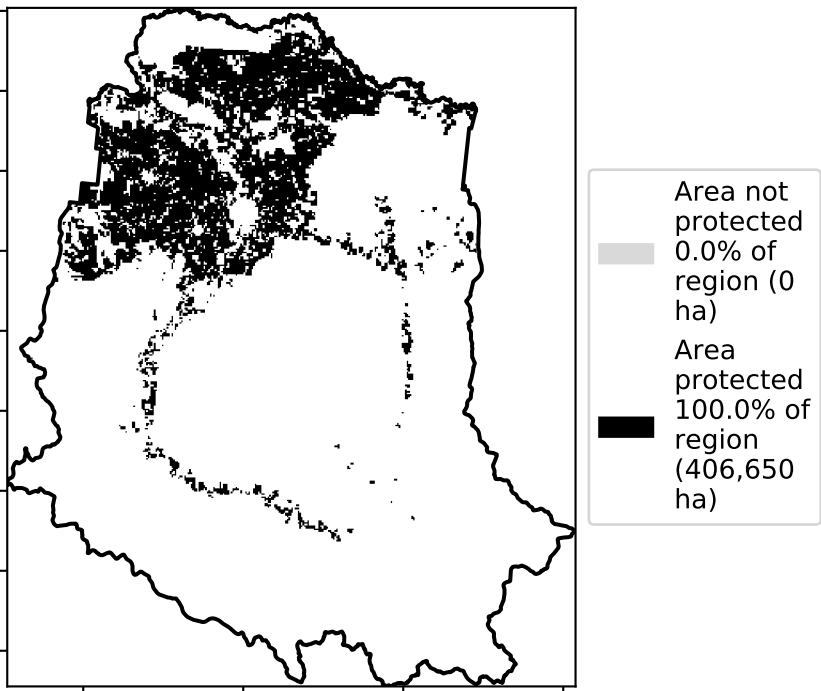 Area not
protected
0.0% of
region (0
ha)
Area
protected
100.0% of
region
(406,650
ha)